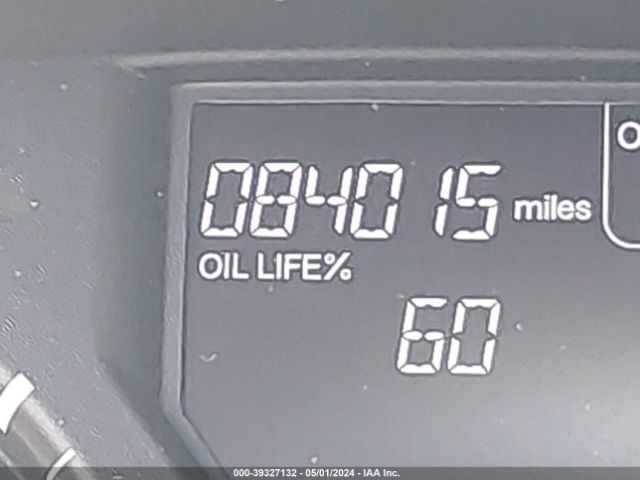 084015 miles
OIL LIFE%
60
000-39327132 - 05/01/2024 - IAA Inc.